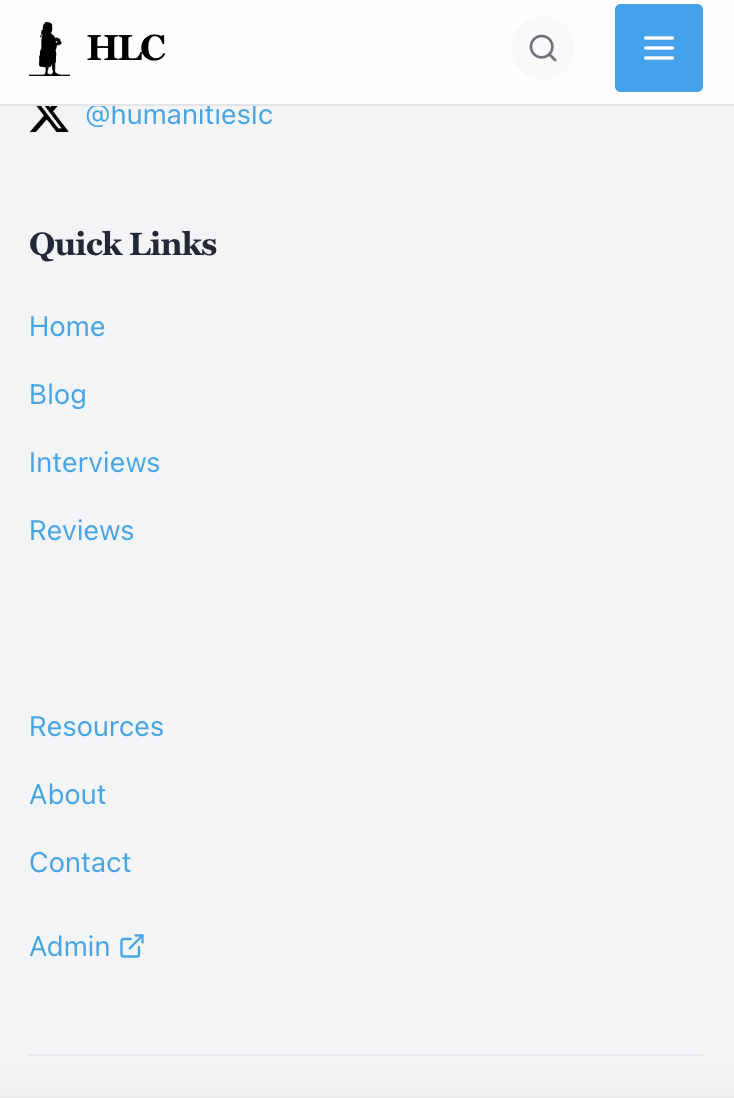 HLC
@humanitieslc
Quick Links
Home
Blog
Interviews
Reviews
Resources
About
Contact
Admin